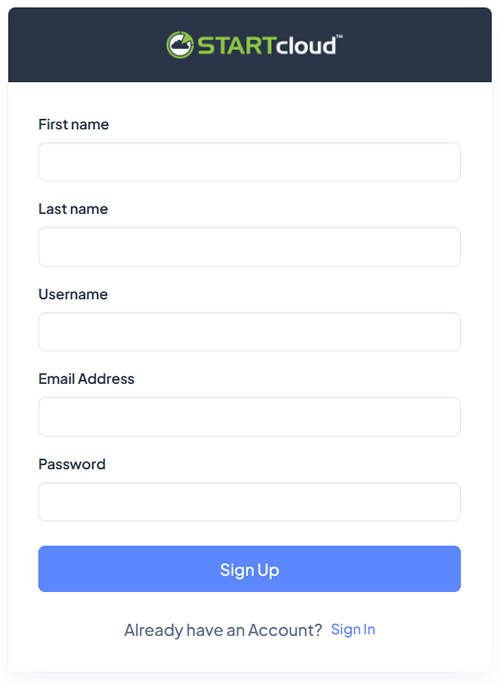 STARTcloud™
First name
Last name
Username
Email Address
Password
Sign Up
Already have an Account? Sign In